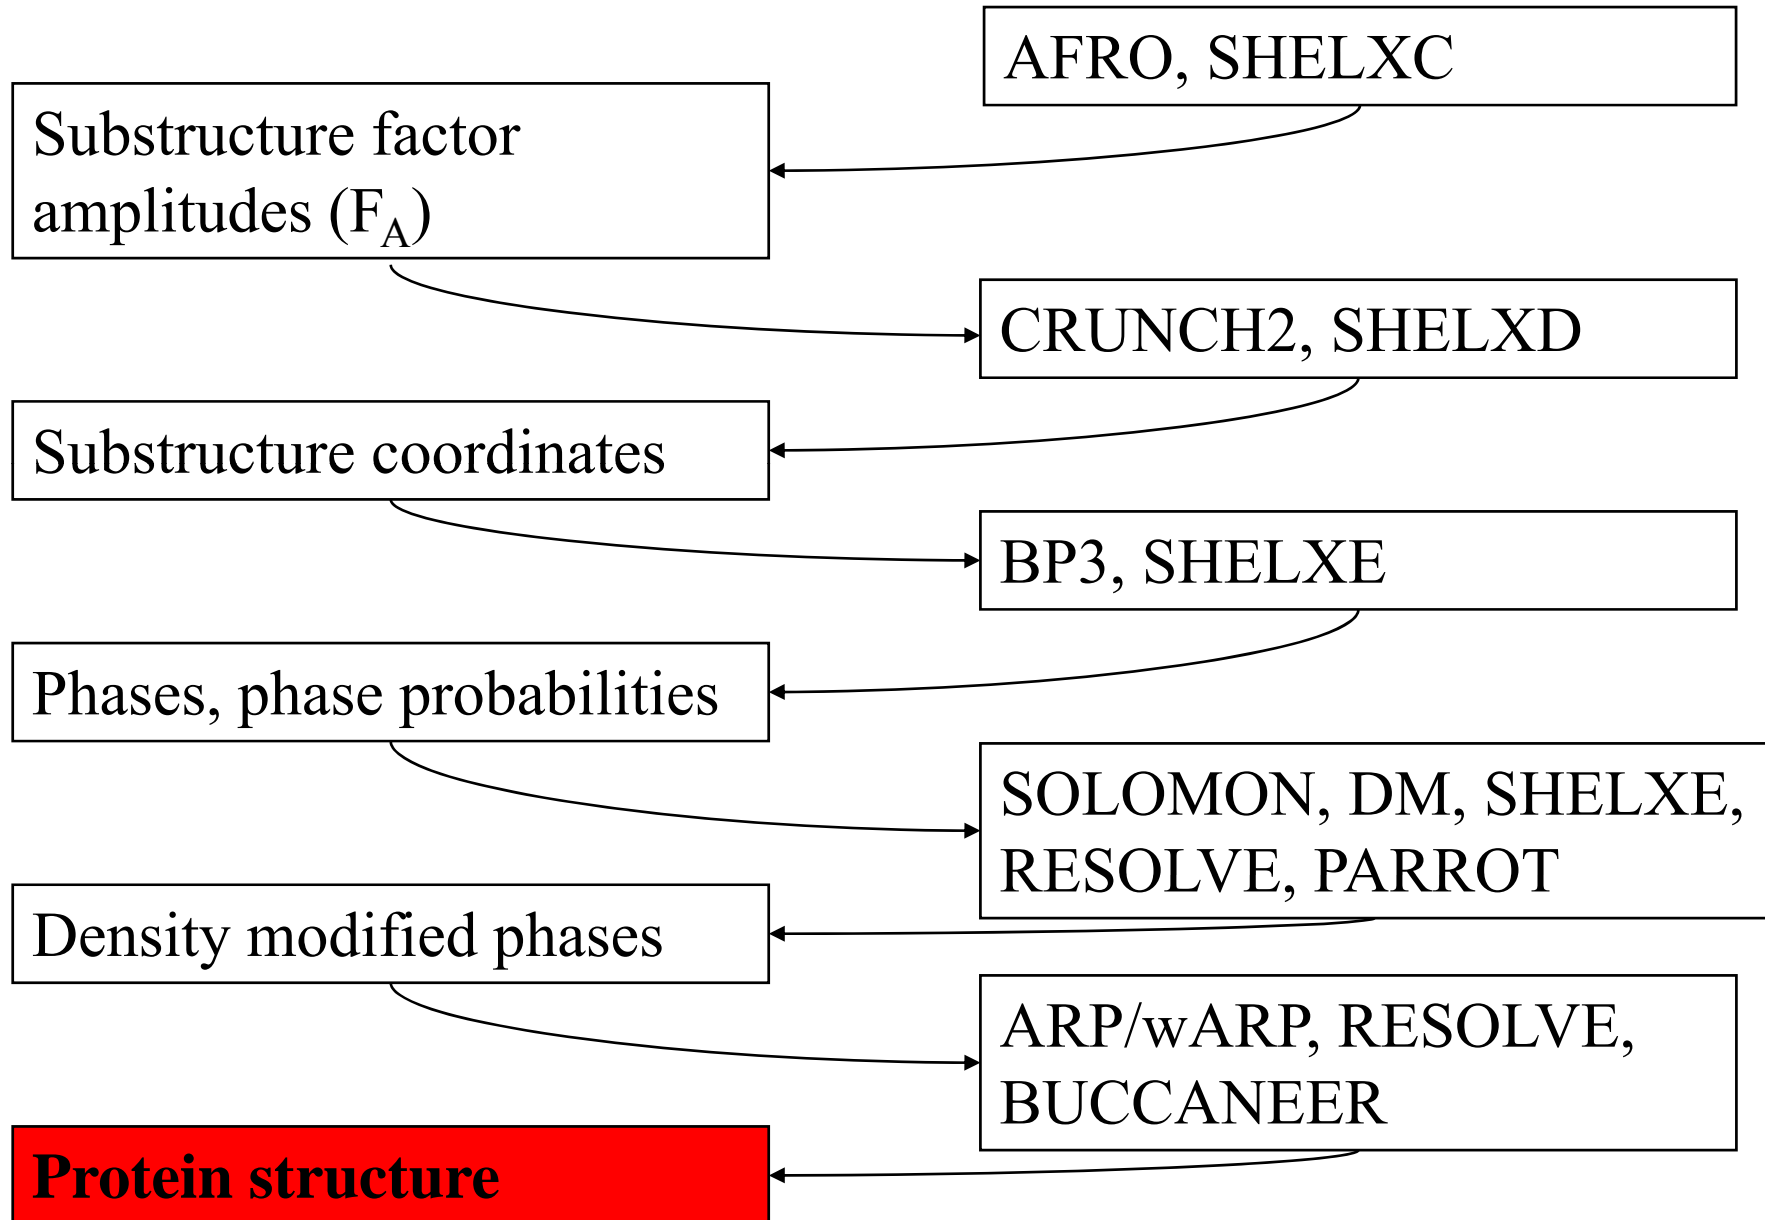 AFRO, SHELXC
Substructure factor
amplitudes (F_A)
CRUNCH2, SHELXD
Substructure coordinates
BP3, SHELXE
Phases, phase probabilities
SOLOMON, DM, SHELXE,
RESOLVE, PARROT
Density modified phases
ARP/wARP, RESOLVE,
BUCCANEER
Protein structure